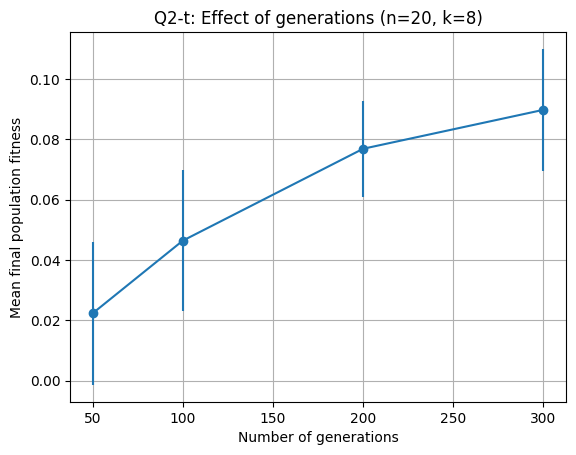 Q2-t: Effect of generations (n=20, k=8)
Mean final population fitness
0.10
0.08
0.06
0.04
0.02
0.00
50 100 150 200 250 300
Number of generations